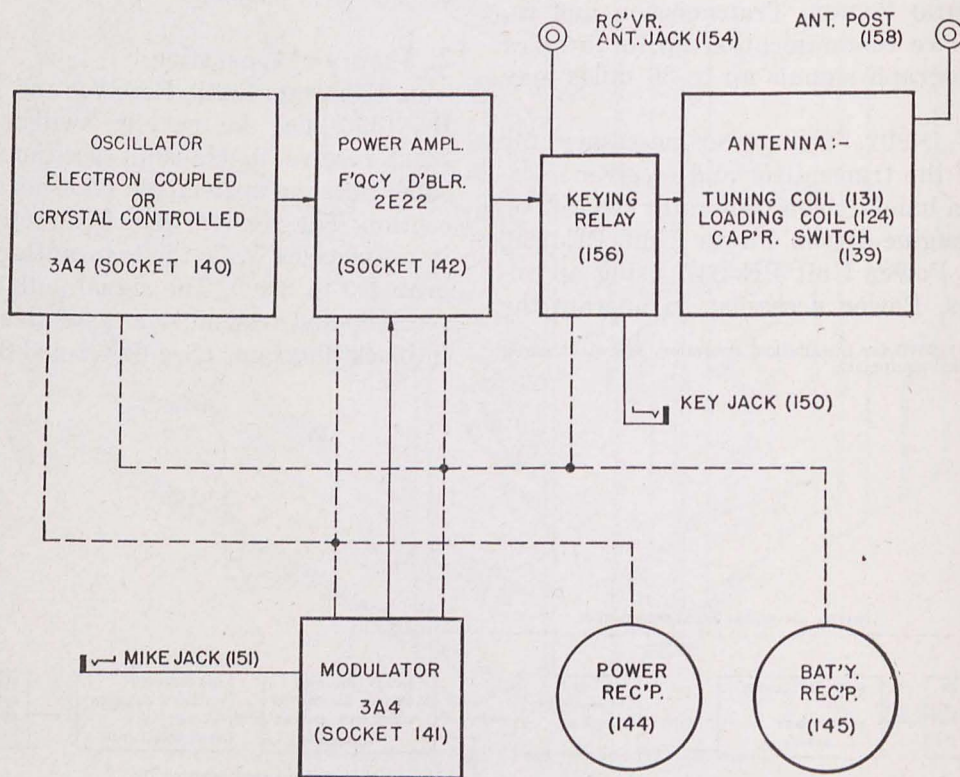 RC'VR.
ANT. JACK (154)
ANT. POST
(158)
OSCILLATOR
ELECTRON COUPLED
OR
CRYSTAL CONTROLLED
3A4 (SOCKET 140)
POWER AMPL.
F'QCY D'BLR.
2E22
(SOCKET 142)
KEYING
RELAY
(156)
ANTENNA:-
TUNING COIL (131)
LOADING COIL (124)
CAP'R. SWITCH
(139)
KEY JACK (150)
MIKE JACK (151)
MODULATOR
3A4
(SOCKET 141)
POWER
REC'P.
(144)
BAT'Y.
REC'P.
(145)